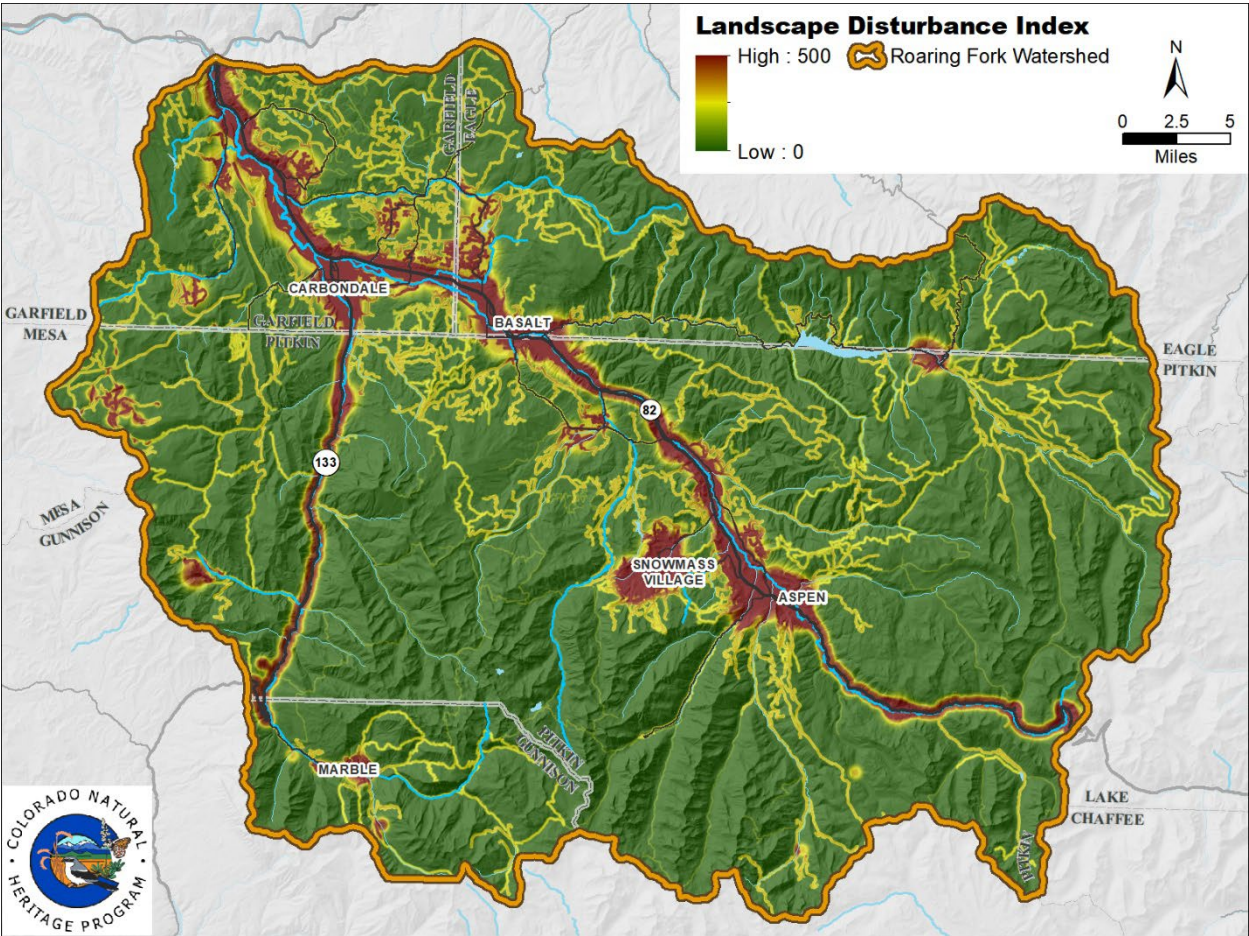 Landscape Disturbance Index
High : 500
Roaring Fork Watershed
Low : 0
N
0 2.5 5
Miles
GARFIELD
EAGLE
CARBONDALE
GARFIELD
MESA
GARFIELD
PITKIN
BASALT
EAGLE
PITKIN
82
133
MESA
GUNNISON
SNOWMASS
VILLAGE
ASPEN
PITKIN
GUNNISON
MARBLE
LAKE
CHAFFEE
PITKIN
COLORADO NATURAL
HERITAGE PROGRAM